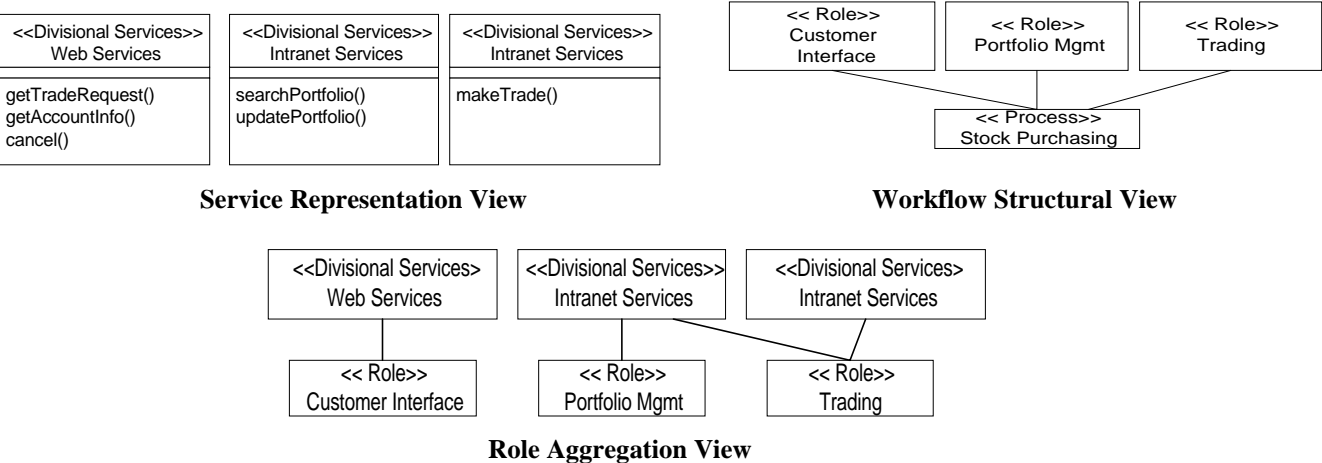 <<Divisional Services>>
Web Services
getTradeRequest()
getAccountInfo()
cancel()
<<Divisional Services>>
Intranet Services
searchPortfolio()
updatePortfolio()
<<Divisional Services>>
Intranet Services
makeTrade()
Service Representation View
<< Role>>
Customer
Interface
<< Role>>
Portfolio Mgmt
<< Role>>
Trading
<< Process>>
Stock Purchasing
Workflow Structural View
<<Divisional Services>
Web Services
<<Divisional Services>>
Intranet Services
<<Divisional Services>
Intranet Services
<< Role>>
Customer Interface
<< Role>>
Portfolio Mgmt
<< Role>>
Trading
Role Aggregation View